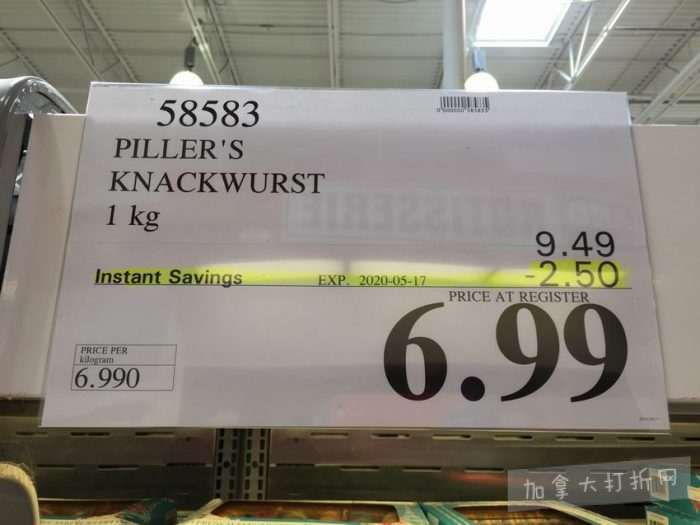 58583
PILLER'S
KNACKWURST
1 kg
9.49
Instant Savings EXP. 2020-05-17 -2.50
PRICE AT REGISTER
6.99
PRICE PER
kilogram
6.990
加拿大打折网